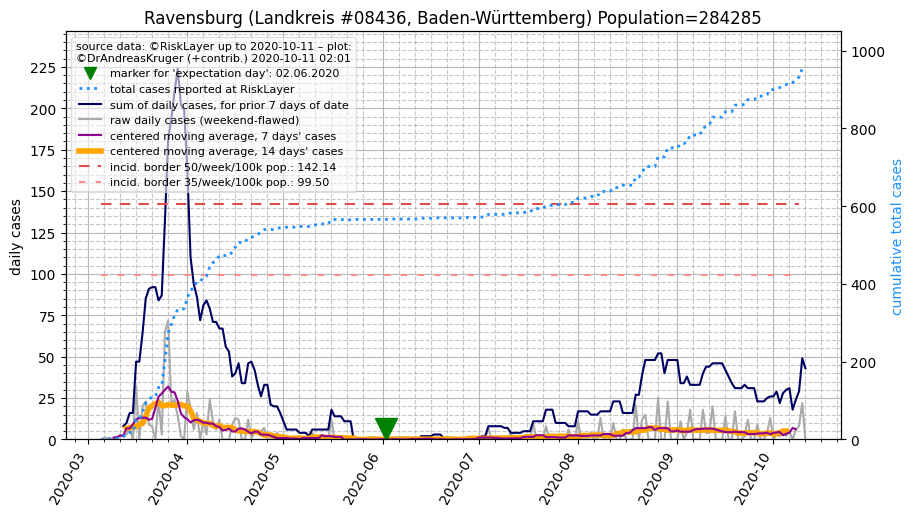 Ravensburg (Landkreis #08436, Baden-Württemberg) Population=284285
source data: ©RiskLayer up to 2020-10-11 – plot:
©DrAndreasKruger (+contrib.) 2020-10-11 02:01
marker for 'expectation day': 02.06.2020
total cases reported at RiskLayer
sum of daily cases, for prior 7 days of date
raw daily cases (weekend-flawed)
centered moving average, 7 days' cases
centered moving average, 14 days' cases
incid. border 50/week/100k pop.: 142.14
incid. border 35/week/100k pop.: 99.50
daily cases
225
200
175
150
125
100
75
50
25
0
1000
800
600
400
200
0
cumulative total cases
2020-03
2020-04
2020-05
2020-06
2020-07
2020-08
2020-09
2020-10